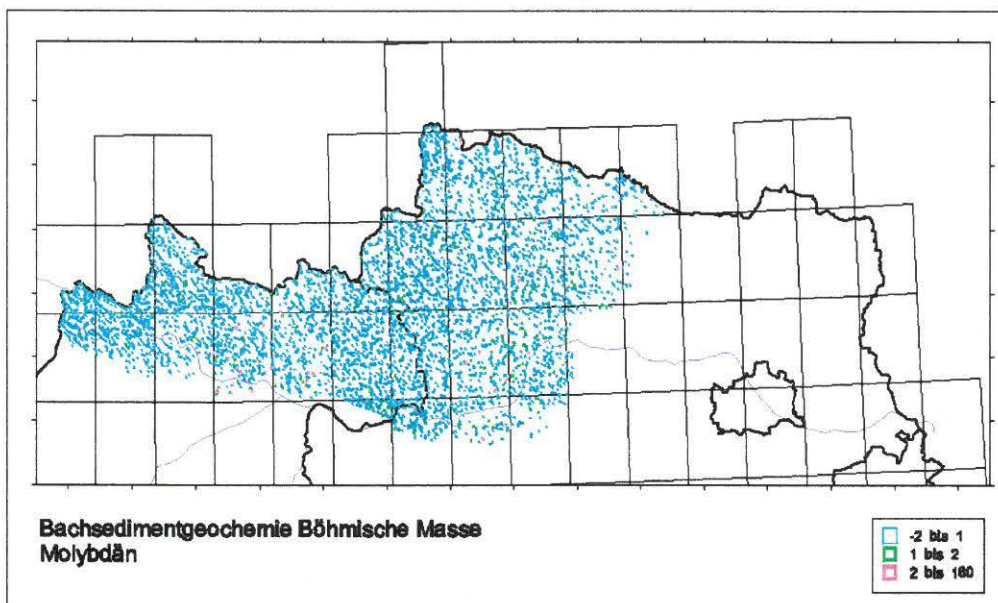 Bachsedimentgeochemie Böhmische Masse
Molybdän
-2 bis 1
1 bis 2
2 bis 160